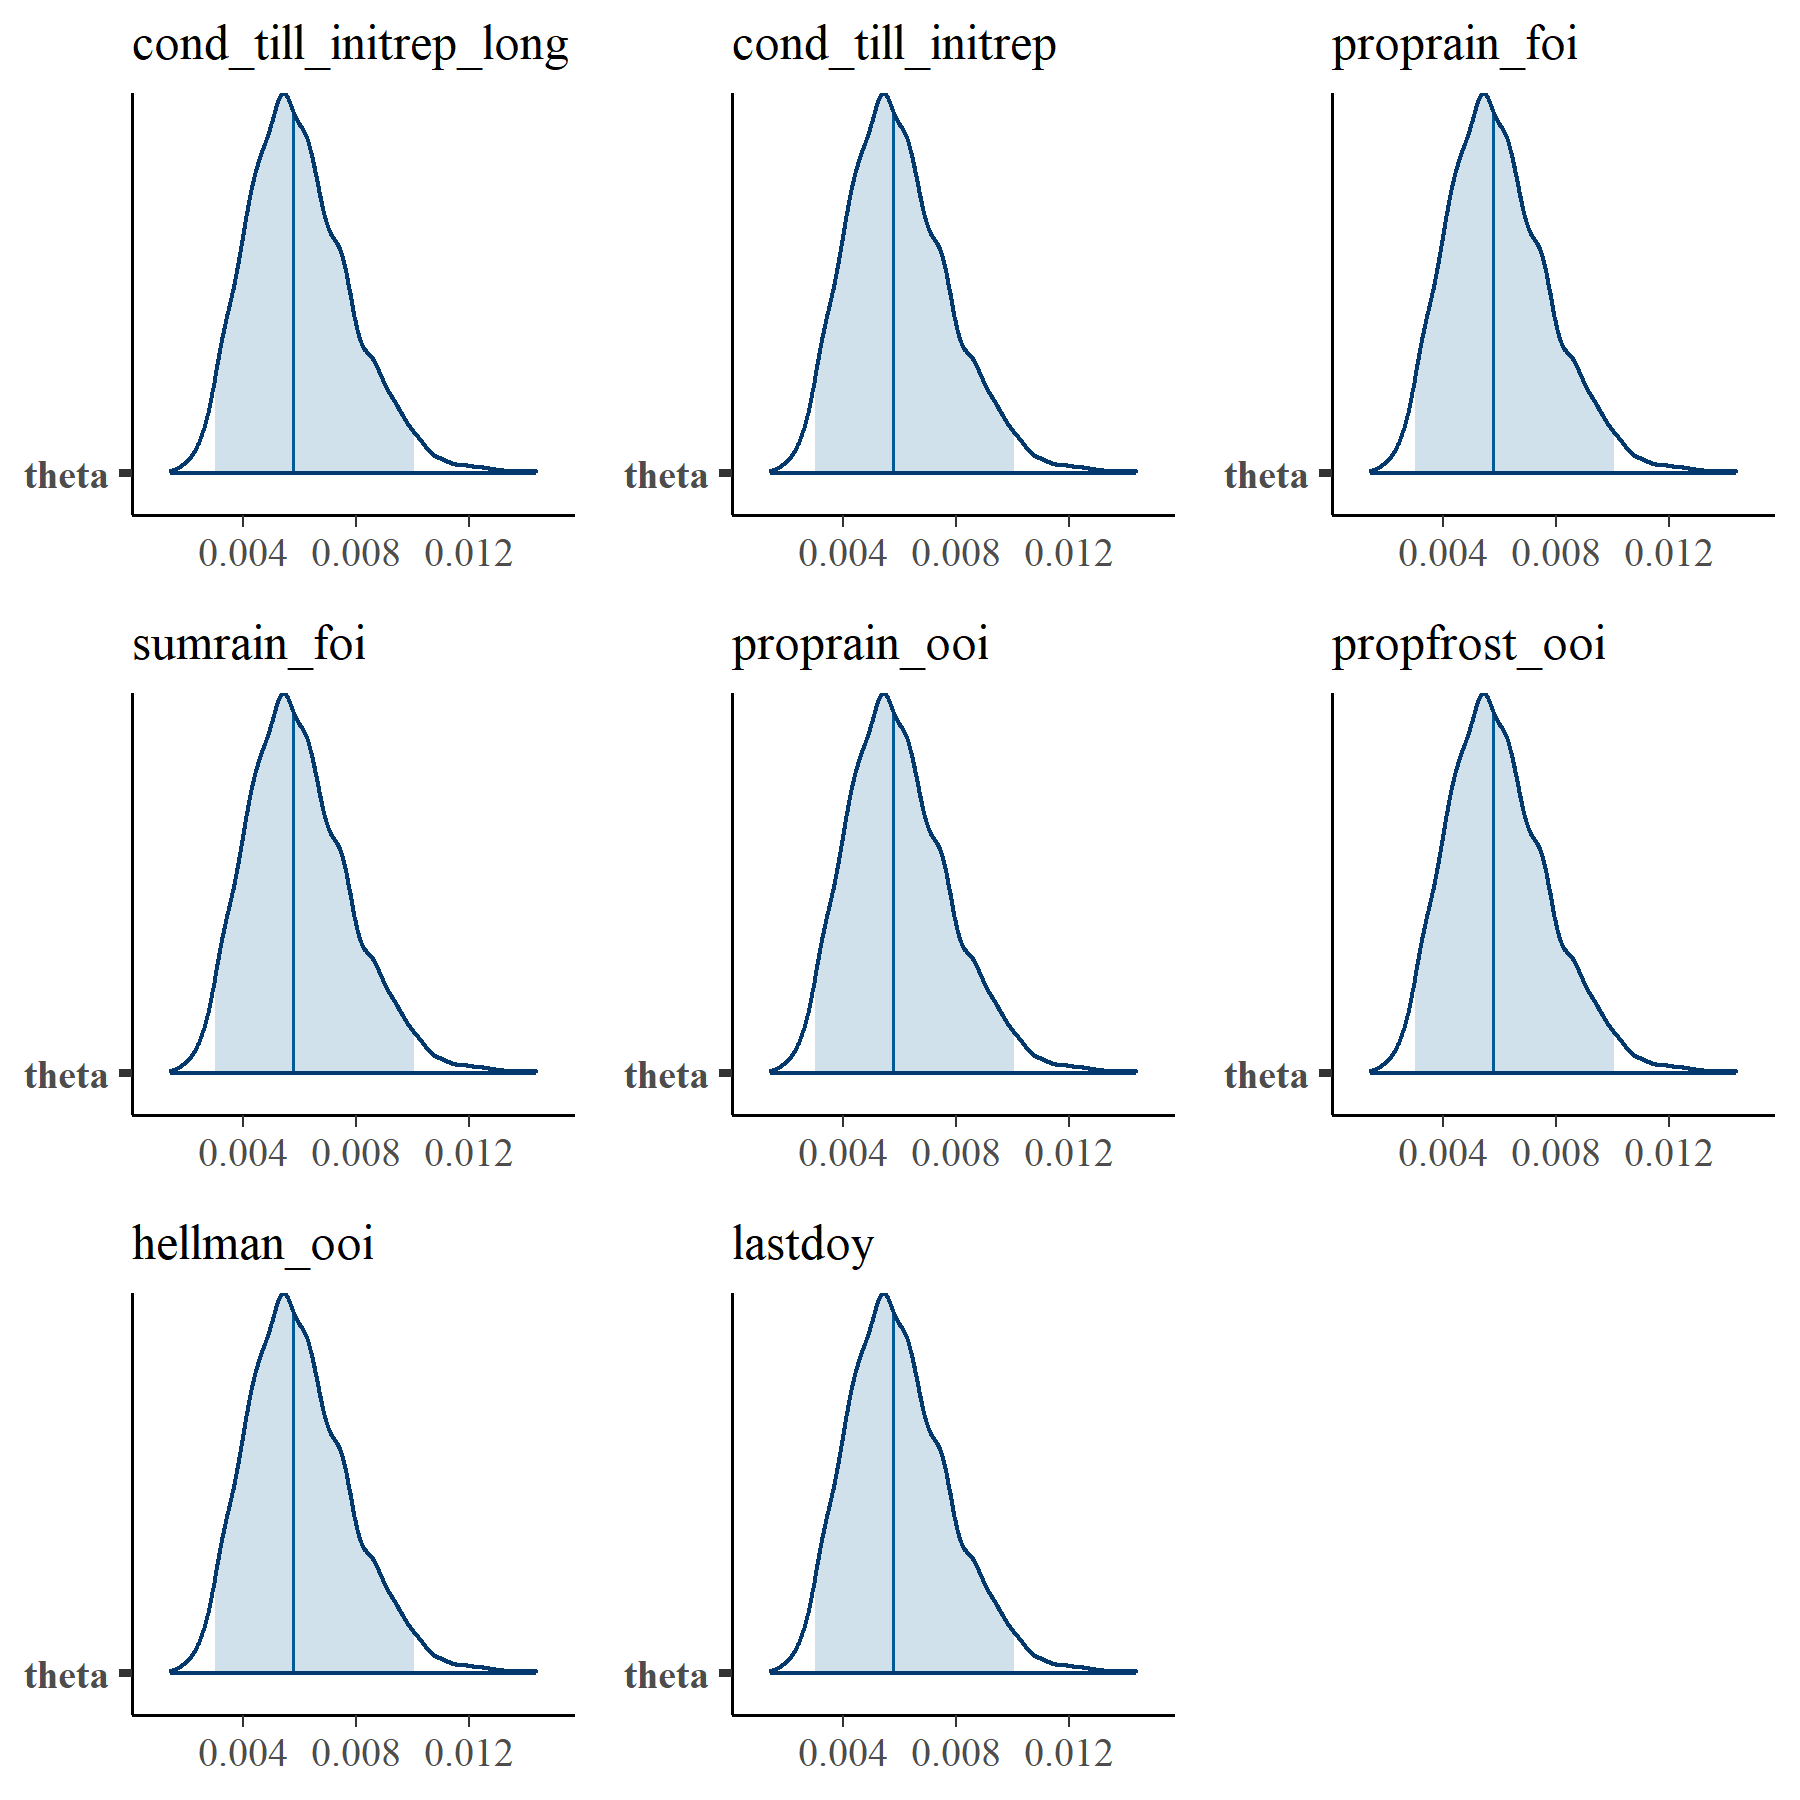 cond_till_initrep_long cond_till_initrep proprain_foi
theta theta theta
0.004 0.008 0.012 0.004 0.008 0.012 0.004 0.008 0.012
sumrain_foi proprain_ooi propfrost_ooi
theta theta theta
0.004 0.008 0.012 0.004 0.008 0.012 0.004 0.008 0.012
hellman_ooi lastdoy
theta theta
0.004 0.008 0.012 0.004 0.008 0.012